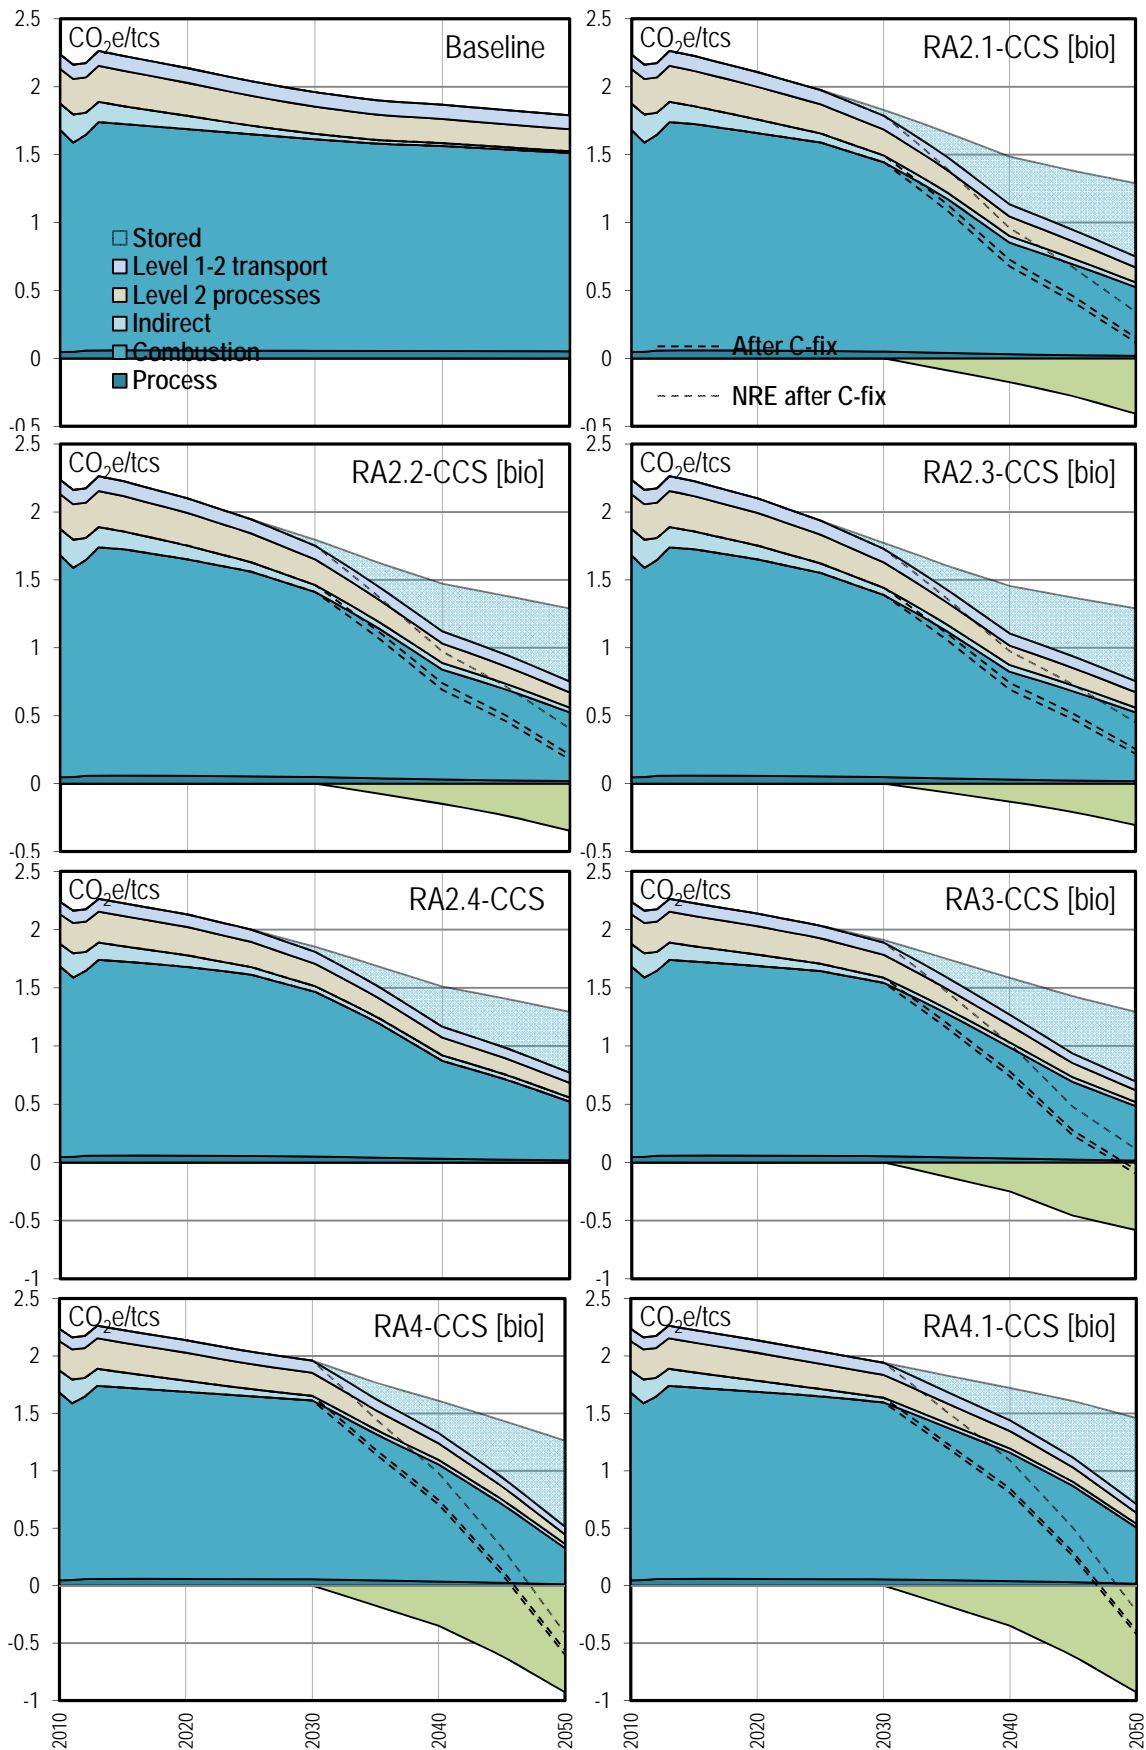 2.5
2
1.5
1
0.5
0
-0.5
CO2e/tcs
Baseline
Stored
Level 1-2 transport
Level 2 processes
Indirect
Combustion
Process
2.5
2
1.5
1
0.5
0
-0.5
CO2e/tcs
RA2.1-CCS [bio]
After C-fix
NRE after C-fix
2.5
2
1.5
1
0.5
0
-0.5
CO2e/tcs
RA2.2-CCS [bio]
2.5
2
1.5
1
0.5
0
-0.5
CO2e/tcs
RA2.3-CCS [bio]
2.5
2
1.5
1
0.5
0
-0.5
-1
CO2e/tcs
RA2.4-CCS
2.5
2
1.5
1
0.5
0
-0.5
-1
CO2e/tcs
RA3-CCS [bio]
2.5
2
1.5
1
0.5
0
-0.5
-1
CO2e/tcs
RA4-CCS [bio]
2010
2020
2030
2040
2050
2.5
2
1.5
1
0.5
0
-0.5
-1
CO2e/tcs
RA4.1-CCS [bio]
2010
2020
2030
2040
2050